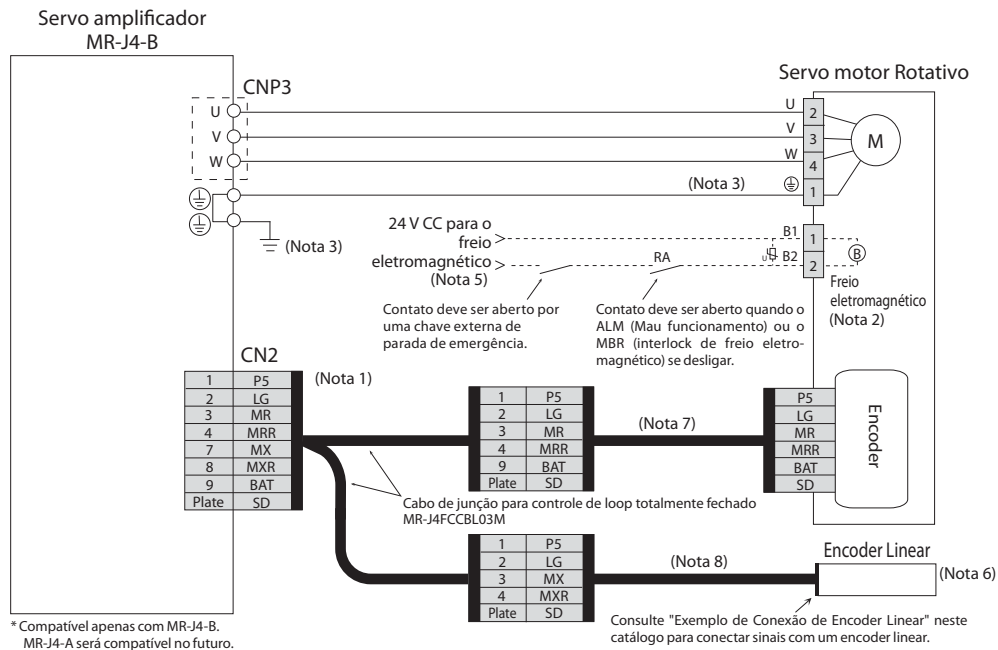 Servo amplificador
MR-J4-B
CNP3
U
V
W
(Nota 3)
(Nota 3)
Servo motor Rotativo
U
2
V
3
M
W
4
1
24 V CC para o
freio
eletromagnético
(Nota 5)
RA
B1
1
U
B2
2
B
Freio
eletromagnético
(Nota 2)
Contato deve ser aberto por
uma chave externa de
parada de emergência.
Contato deve ser aberto quando o
ALM (Mau funcionamento) ou o
MBR (interlock de freio eletro-
magnético) se desligar.
CN2
(Nota 1)
1 P5
2 LG
3 MR
4 MRR
7 MX
8 MXR
9 BAT
Plate SD
1 P5
2 LG
3 MR
4 MRR
9 BAT
Plate SD
(Nota 7)
P5
LG
MR
MRR
BAT
SD
Encoder
Cabo de junção para controle de loop totalmente fechado
MR-J4FCCBL03M
1 P5
2 LG
3 MX
4 MXR
Plate SD
(Nota 8)
Encoder Linear
(Nota 6)
Consulte "Exemplo de Conexão de Encoder Linear" neste
catálogo para conectar sinais com um encoder linear.
* Compatível apenas com MR-J4-B.
MR-J4-A será compatível no futuro.